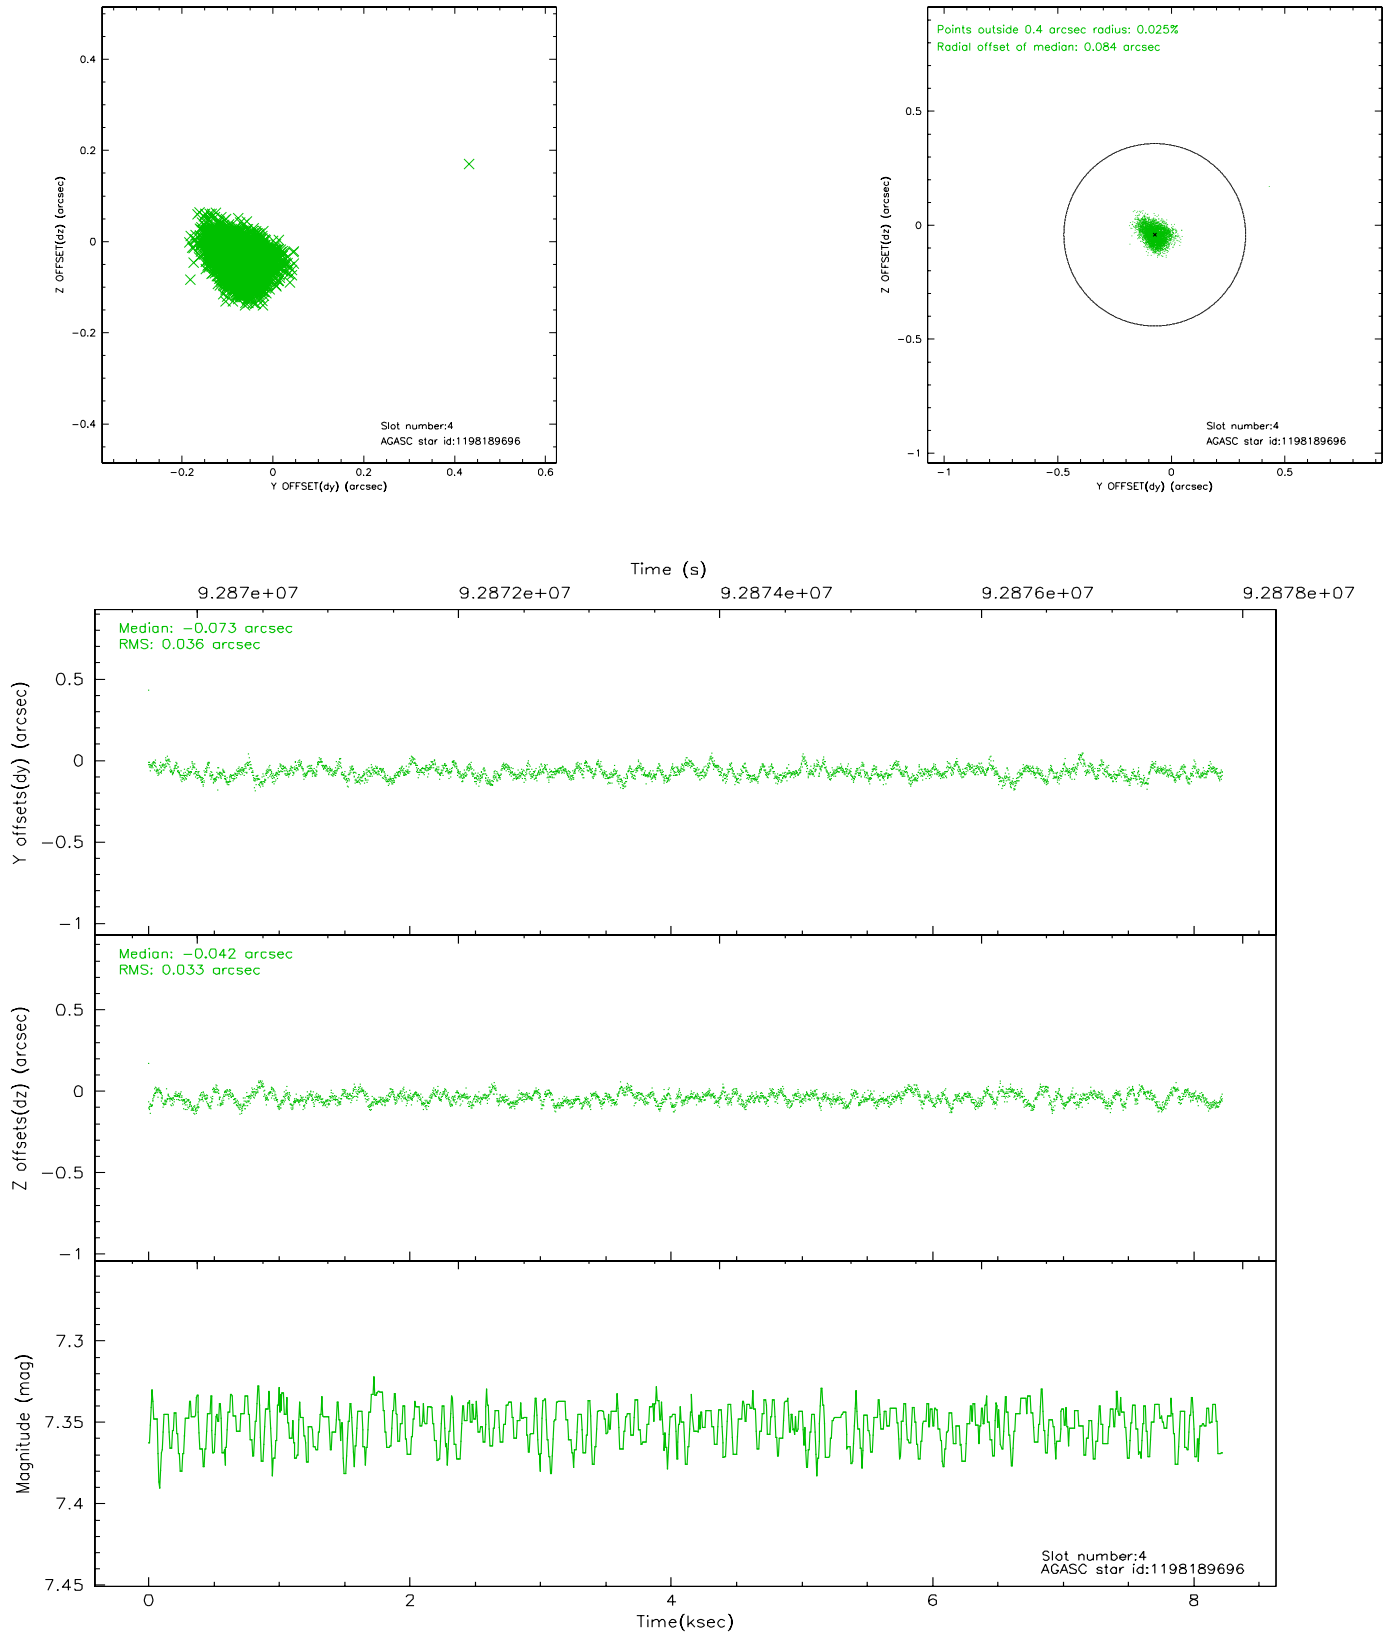 0.4
0.2
0
−0.2
−0.4
Z OFFSET(dz) (arcsec)
Slot number:4
AGASC star id:1198189696
−0.2 0 0.2 0.4 0.6
Y OFFSET(dy) (arcsec)
Points outside 0.4 arcsec radius: 0.025%
Radial offset of median: 0.084 arcsec
0.5
0
−0.5
−1
Z OFFSET(dz) (arcsec)
Slot number:4
AGASC star id:1198189696
−1 −0.5 0 0.5
Y OFFSET(dy) (arcsec)
Time (s)
9.287e+07 9.2872e+07 9.2874e+07 9.2876e+07 9.2878e+07
Median: −0.073 arcsec
RMS: 0.036 arcsec
0.5
0
−0.5
−1
Y offsets(dy) (arcsec)
Median: −0.042 arcsec
RMS: 0.033 arcsec
0.5
0
−0.5
−1
Z offsets(dz) (arcsec)
7.3
7.35
7.4
7.45
Magnitude (mag)
Slot number:4
AGASC star id:1198189696
0 2 4 6 8
Time(ksec)